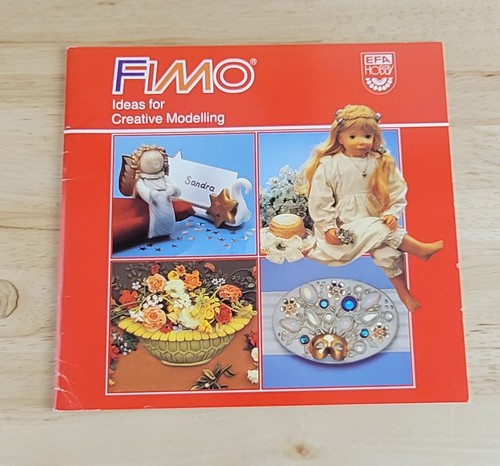 FIMO®
EFA
HOBBY
Ideas for
Creative Modelling
Sandra